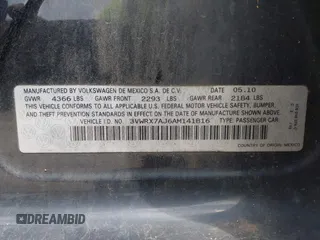 MANUFACTURED BY VOLKSWAGEN DE MEXICO S.A. DE C.V. DATE 05.10
GVWR 4366 LBS GAWR FRONT 2293 LBS GAWR REAR 2164 LBS
THIS VEHICLE CONFORMS TO ALL APPLICABLE U.S. FEDERAL MOTOR VEHICLE SAFETY, BUMPER,
AND THEFT PREVENTION STANDARDS IN EFFECT ON THE DATE OF MANUFACTURE SHOWN ABOVE.
VEHICLE I.D. NO.: 3VWRX7AJ6AM141816 TYPE: PASSENGER CAR
COUNTRY OF ORIGIN: MEXICO
© DRIVEBIDMAX